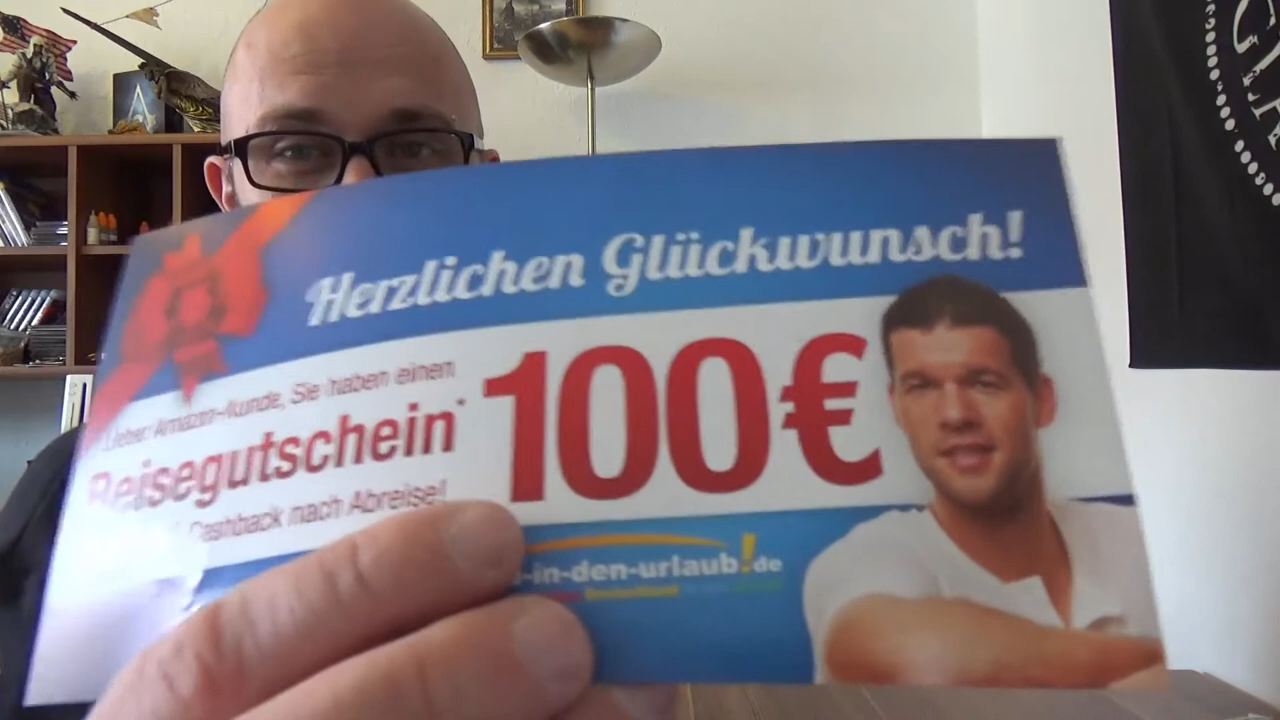 Herzlichen Glückwunsch!
Lieber Amazon-Kunde, Sie haben einen
Reisegutschein* 100€
Cashback nach Abreise!
-in-den-urlaub!.de